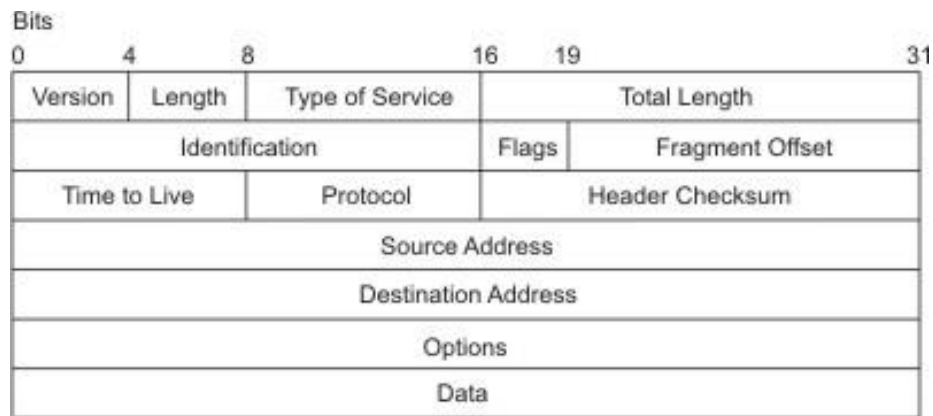 Bits
0 4 8 16 19 31
Version Length Type of Service Total Length
Identification Flags Fragment Offset
Time to Live Protocol Header Checksum
Source Address
Destination Address
Options
Data